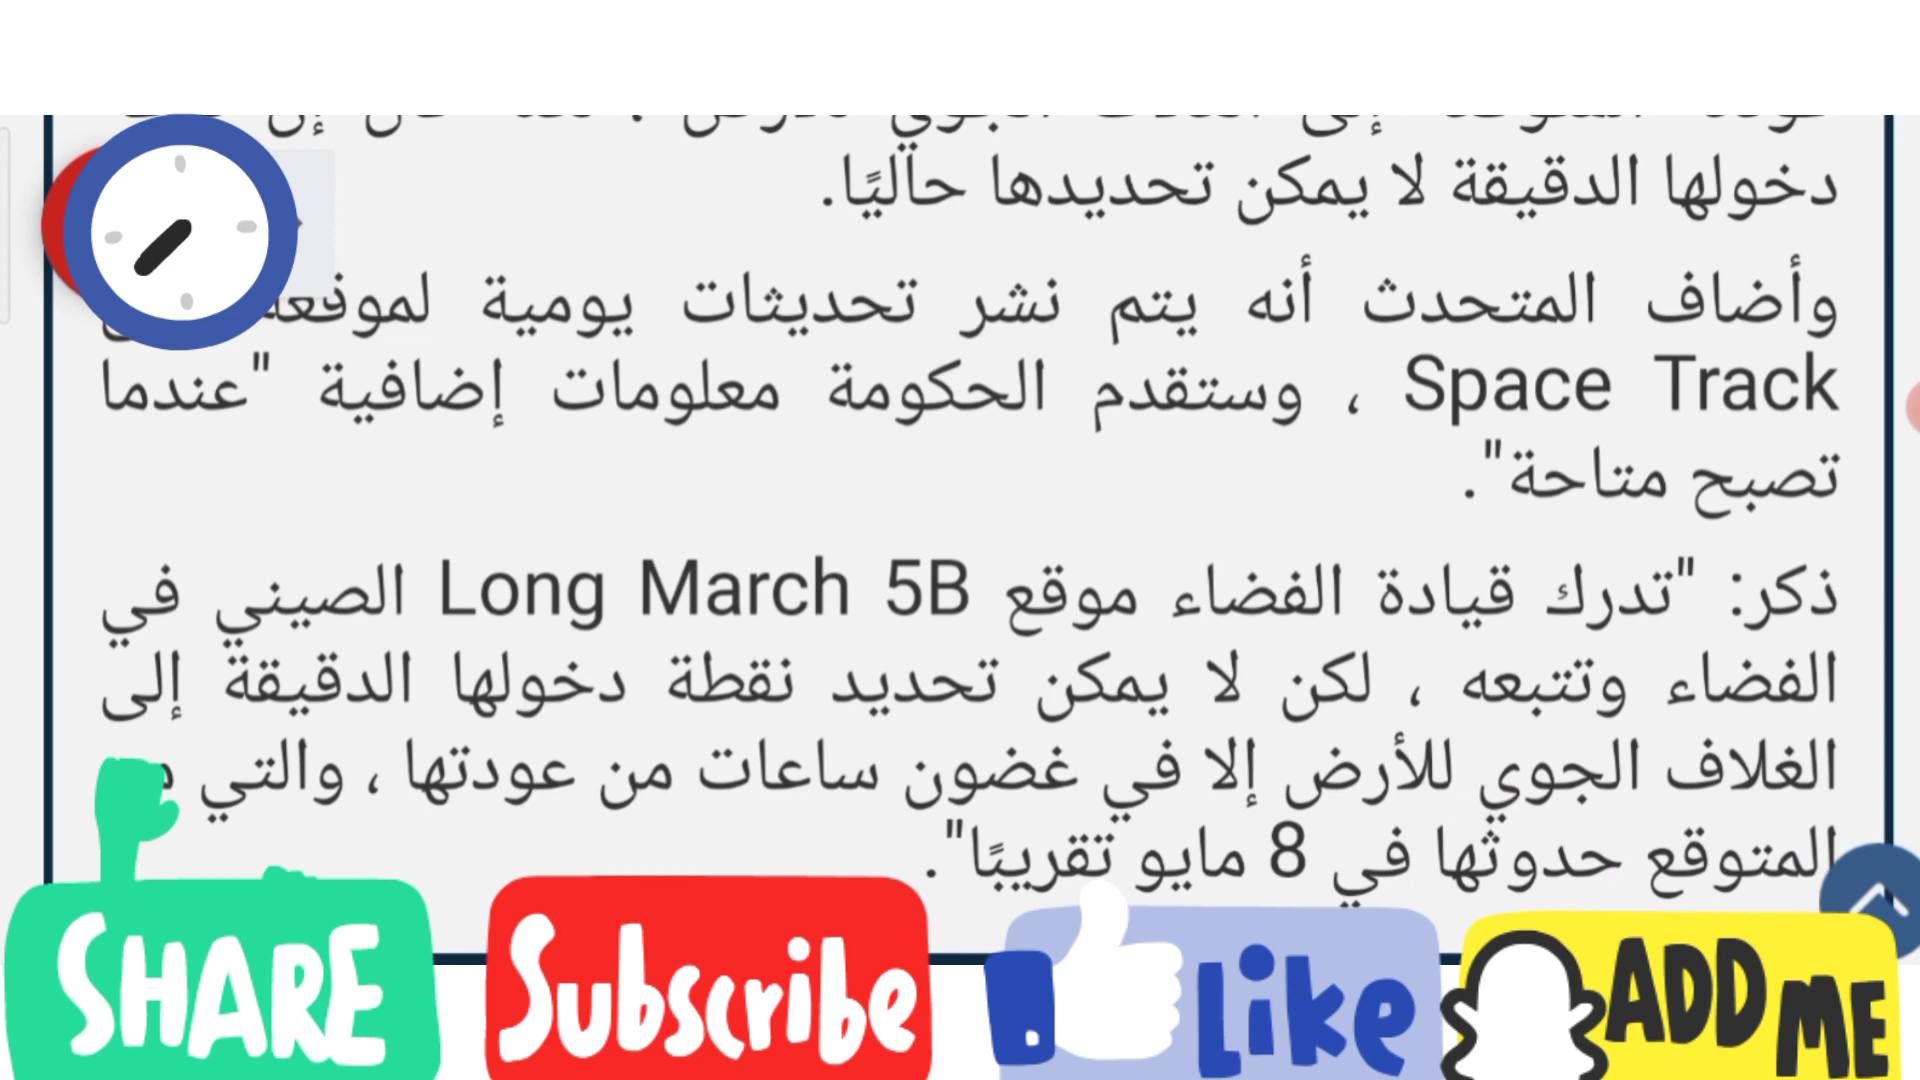 دخولها الدقيقة لا يمكن تحديدها حاليًا.
وأضاف المتحدث أنه يتم نشر تحديثات يومية لموقعه
Space Track ، وستقدم الحكومة معلومات إضافية "عندما
تصبح متاحة".
ذكر: "تدرك قيادة الفضاء موقع Long March 5B الصيني في
الفضاء وتتبعه ، لكن لا يمكن تحديد نقطة دخولها الدقيقة إلى
الغلاف الجوي للأرض إلا في غضون ساعات من عودتها ، والتي
المتوقع حدوثها في 8 مايو تقريبًا".
SHARE
Subscribe
Like
ADD
ME